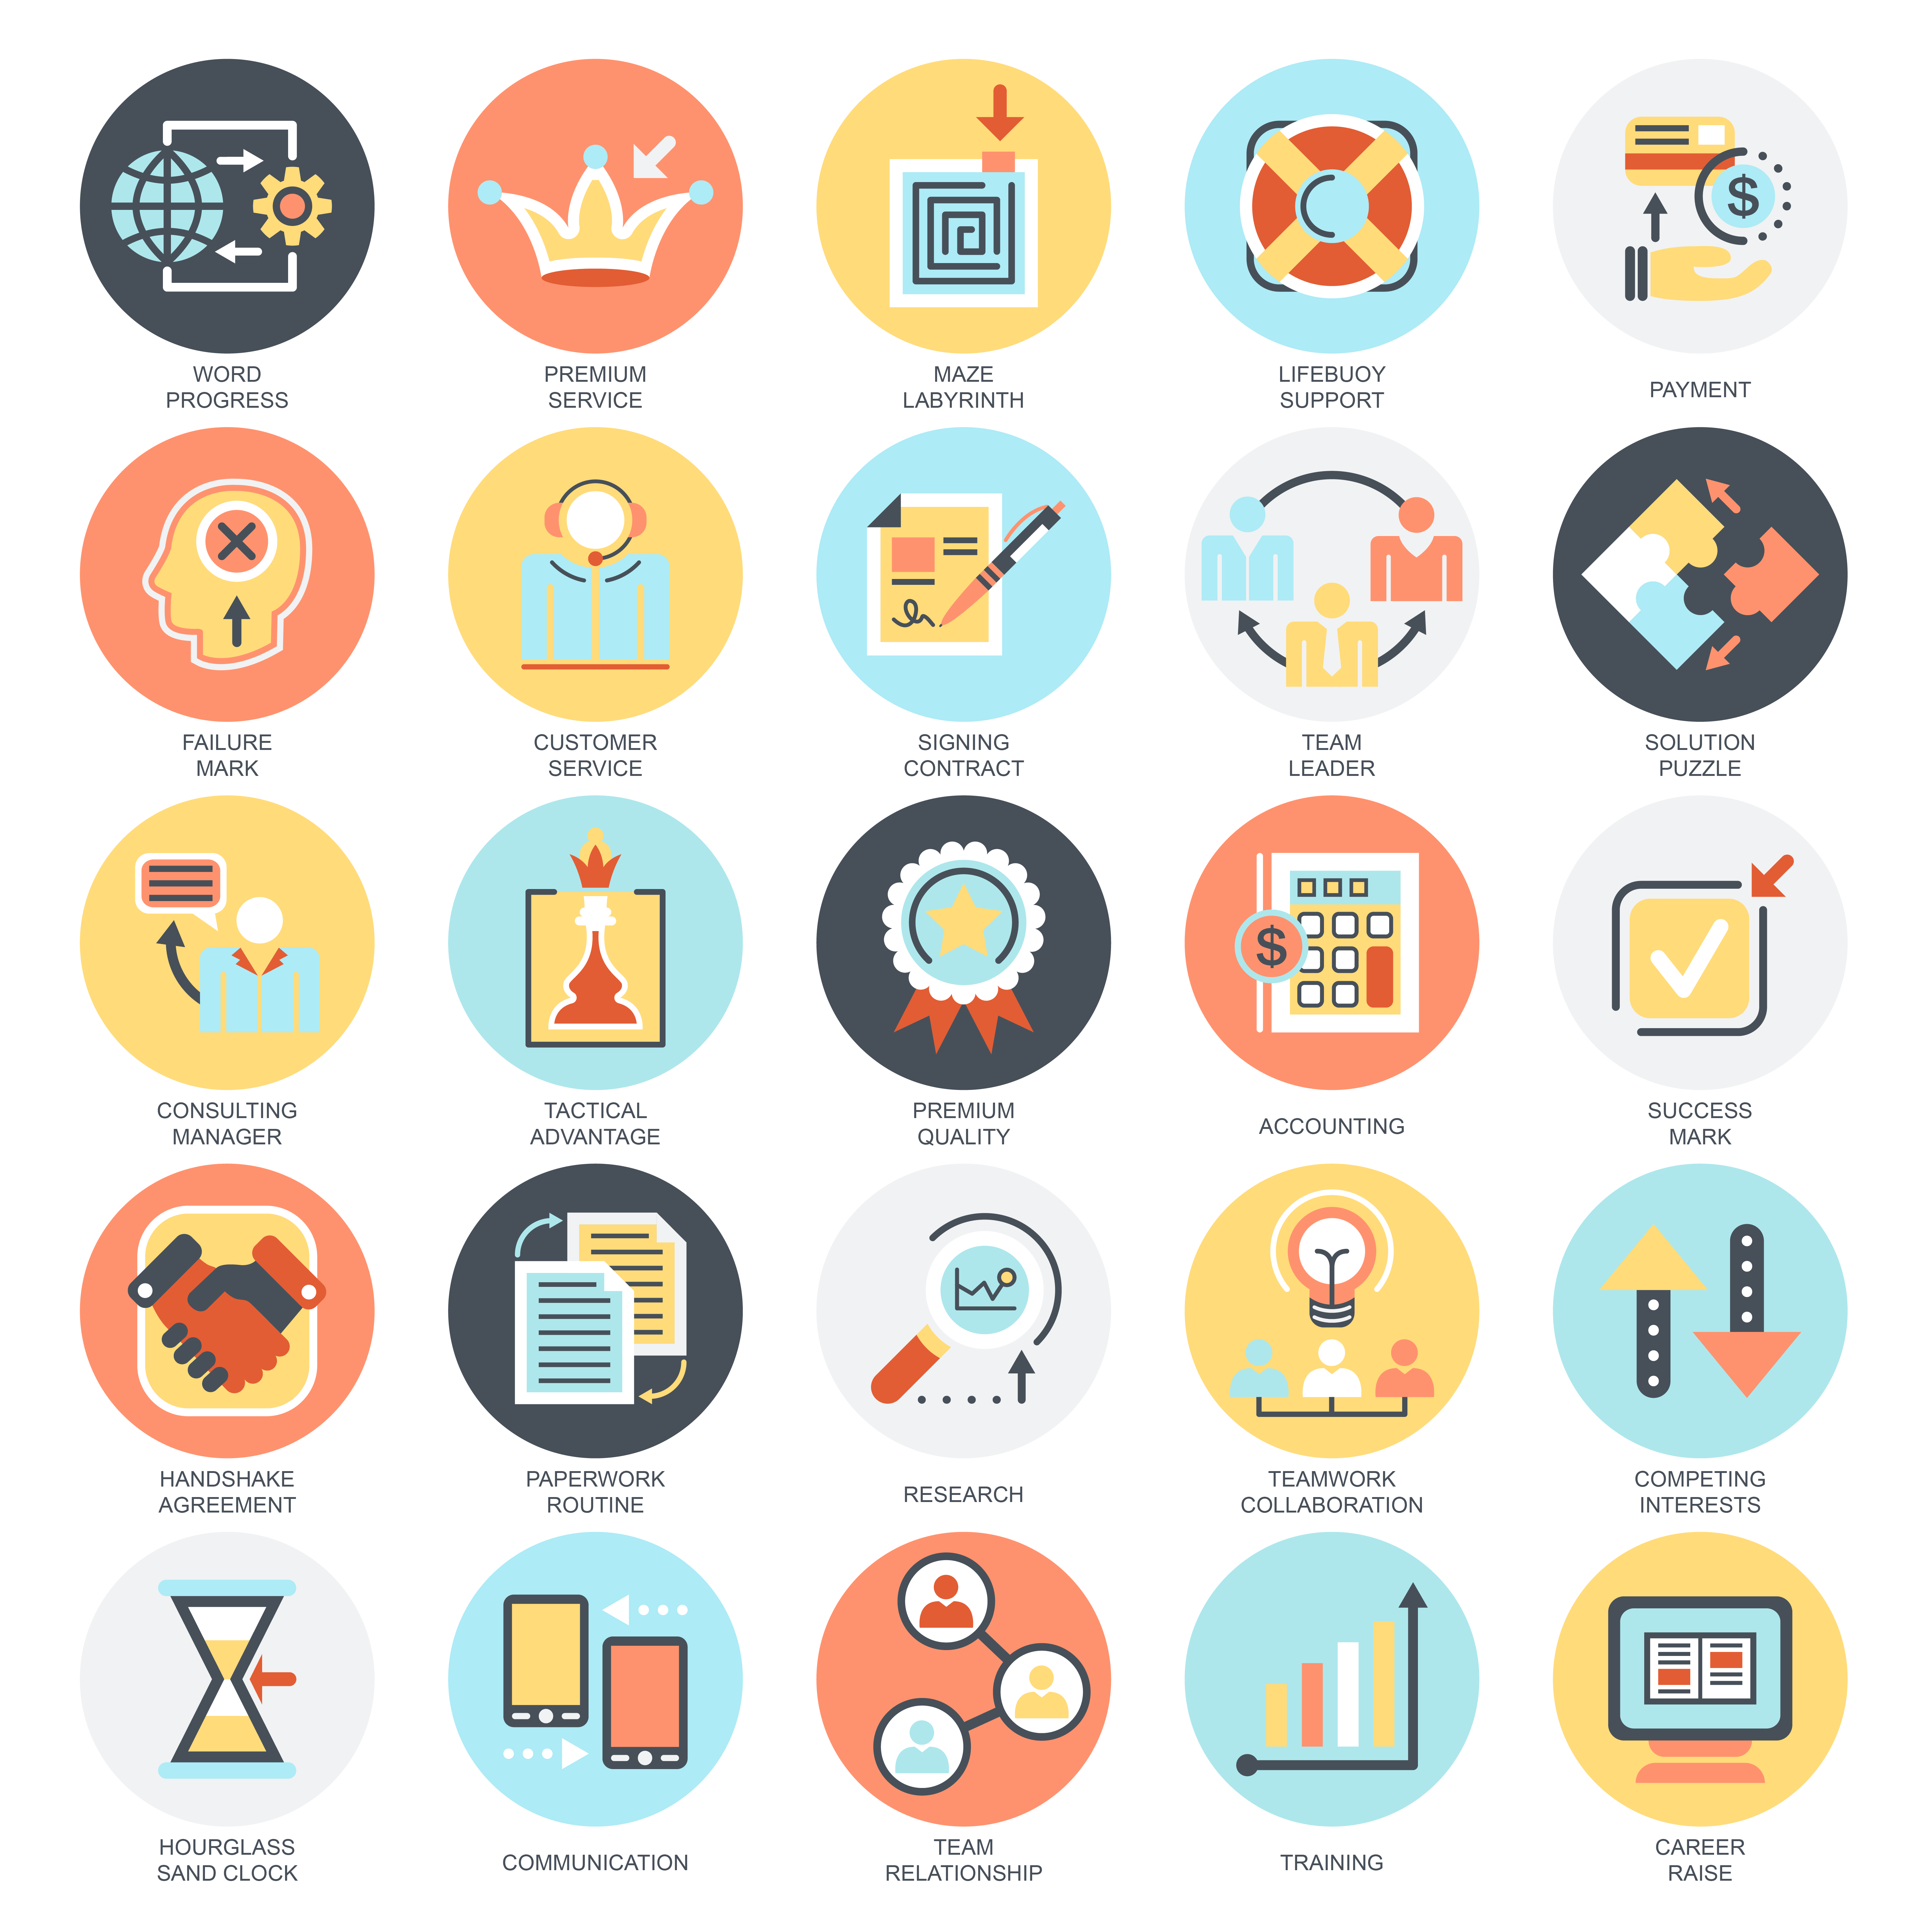 $
WORD
PROGRESS
PREMIUM
SERVICE
MAZE
LABYRINTH
LIFEBUOY
SUPPORT
PAYMENT
FAILURE
MARK
CUSTOMER
SERVICE
SIGNING
CONTRACT
TEAM
LEADER
SOLUTION
PUZZLE
$
CONSULTING
MANAGER
TACTICAL
ADVANTAGE
PREMIUM
QUALITY
ACCOUNTING
SUCCESS
MARK
HANDSHAKE
AGREEMENT
PAPERWORK
ROUTINE
RESEARCH
TEAMWORK
COLLABORATION
COMPETING
INTERESTS
HOURGLASS
SAND CLOCK
COMMUNICATION
TEAM
RELATIONSHIP
TRAINING
CAREER
RAISE